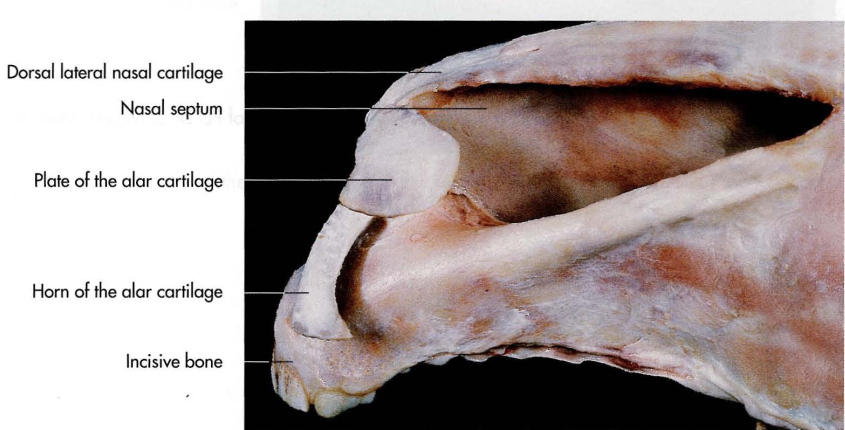 Dorsal lateral nasal cartilage
Nasal septum
Plate of the alar cartilage
Horn of the alar cartilage
Incisive bone